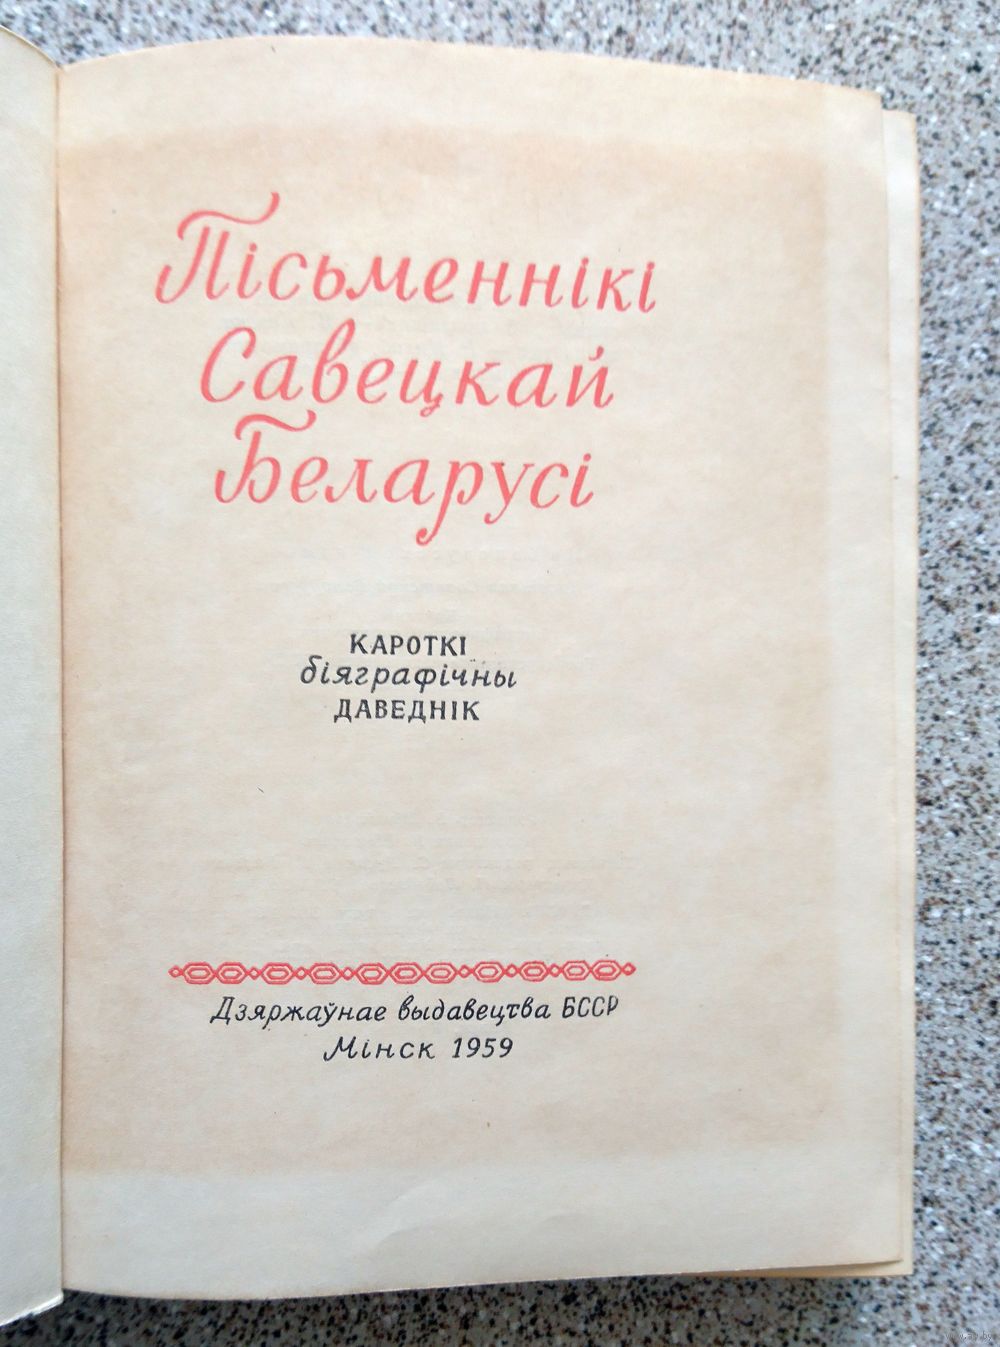 Пісьменнікі
Савецкай
Беларусі
КАРОТКІ
біяграфічны
ДАВЕДНІК
Дзяржаўнае выдавецтва БССР
Мінск 1959